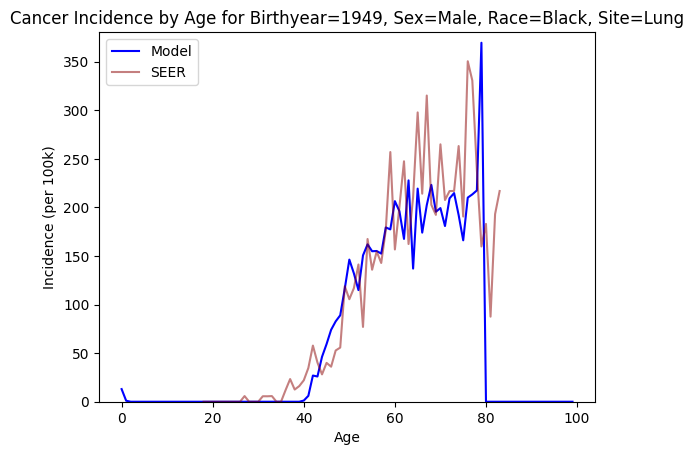 Cancer Incidence by Age for Birthyear=1949, Sex=Male, Race=Black, Site=Lung
Model
SEER
350
300
250
200
150
100
50
0
Incidence (per 100k)
0 20 40 60 80 100
Age